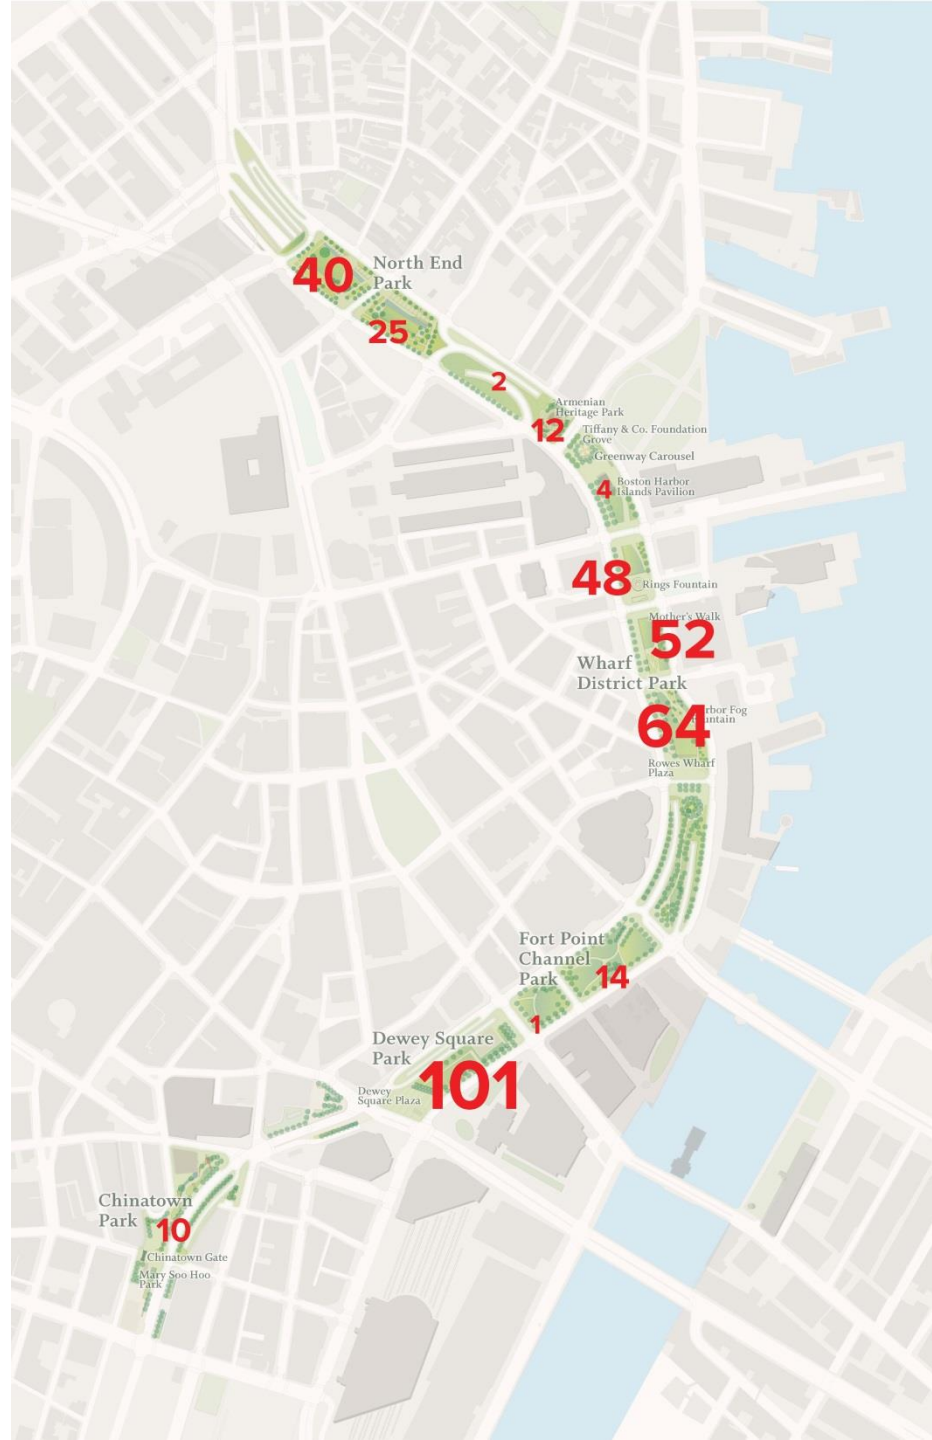 North End
Park
40
25
2
Armenian
Heritage Park
12
Tiffany & Co. Foundation
Grove
Greenway Carousel
Boston Harbor
Islands Pavilion
4
48
Rings Fountain
Mother's Walk
52
Wharf
District Park
64
Fog
Rowes Wharf
Plaza
Fort Point
Channel
Park
14
1
Dewey Square
Park
101
Dewey
Square Plaza
Chinatown
Park
10
Chinatown Gate
Mary Soo Hoo
Park